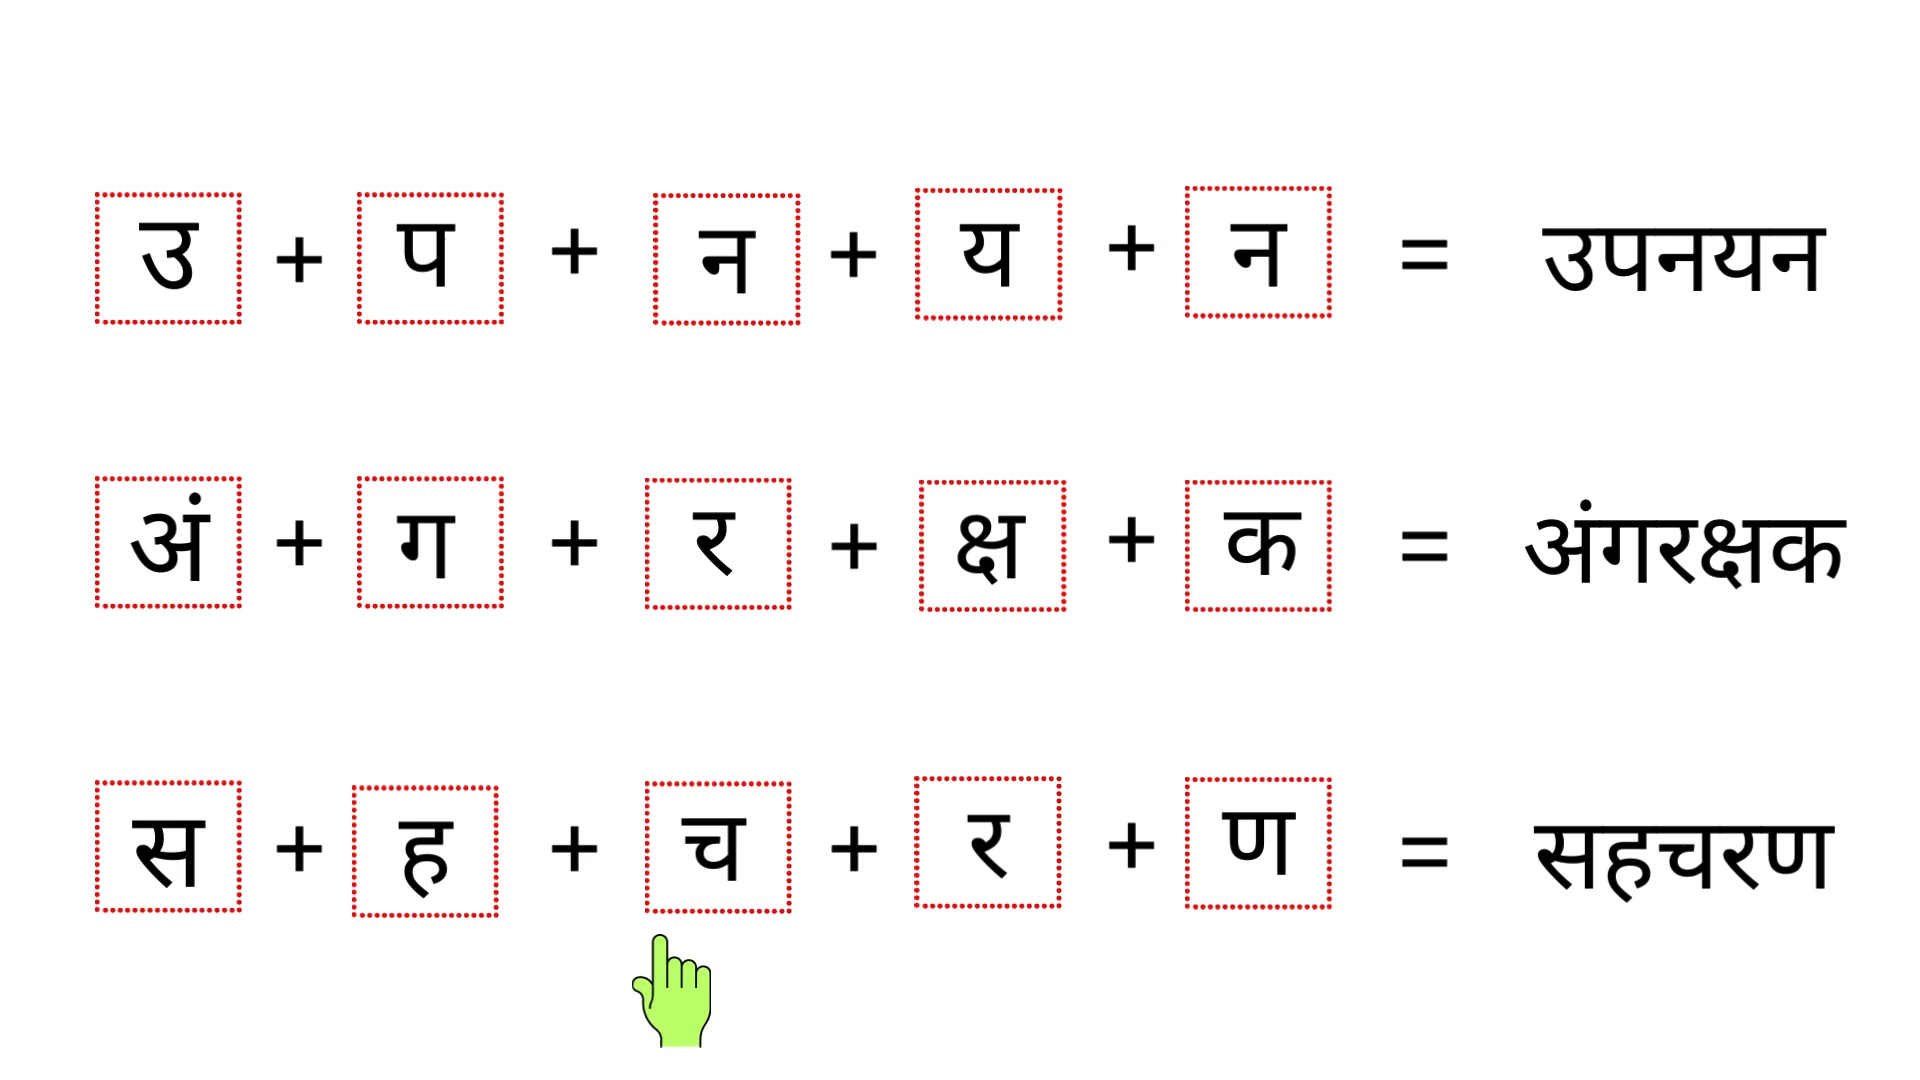 उ + प + न + य + न = उपनयन
अं + ग + र + क्ष + क = अंगरक्षक
स + ह + च + र + ण = सहचरण